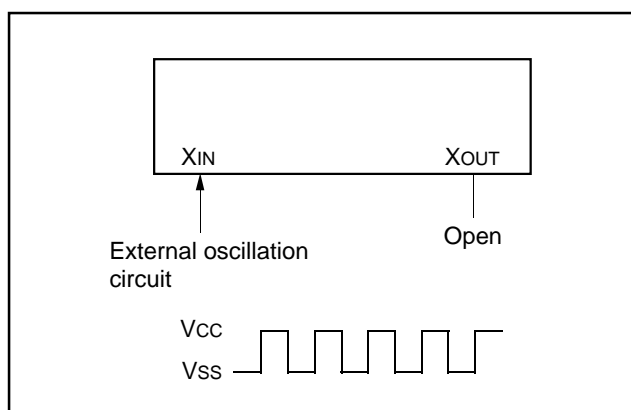 XIN XOUT
External oscillation
circuit
Open
VCC
VSS